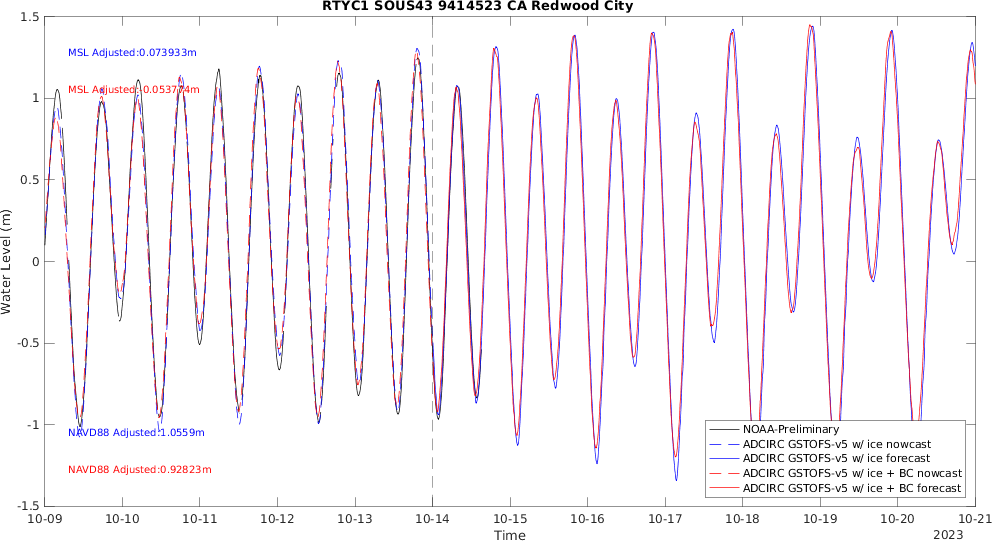 RTYC1 SOUS43 9414523 CA Redwood City
1.5
1
0.5
0
-0.5
-1
-1.5
Water Level (m)
MSL Adjusted:0.073933m
MSL Adjusted:-0.053774m
NAVD88 Adjusted:1.0559m
NAVD88 Adjusted:0.92823m
NOAA-Preliminary
ADCIRC GSTOFS-v5 w/ ice nowcast
ADCIRC GSTOFS-v5 w/ ice forecast
ADCIRC GSTOFS-v5 w/ ice + BC nowcast
ADCIRC GSTOFS-v5 w/ ice + BC forecast
10-09 10-10 10-11 10-12 10-13 10-14 10-15 10-16 10-17 10-18 10-19 10-20 10-21
Time
2023